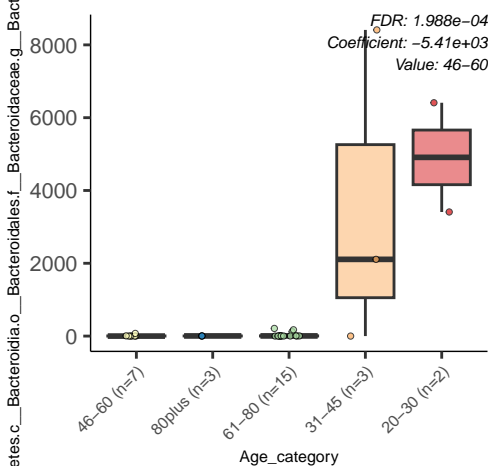 FDR: 1.988e−04
Coefficient: −5.41e+03
Value: 46−60
8000
6000
4000
2000
0
etes.c__Bacteroidia.o__Bacteroidales.f__Bacteroidaceae.g__Bact
46−60 (n=7)
80plus (n=3)
61−80 (n=15)
31−45 (n=3)
20−30 (n=2)
Age_category